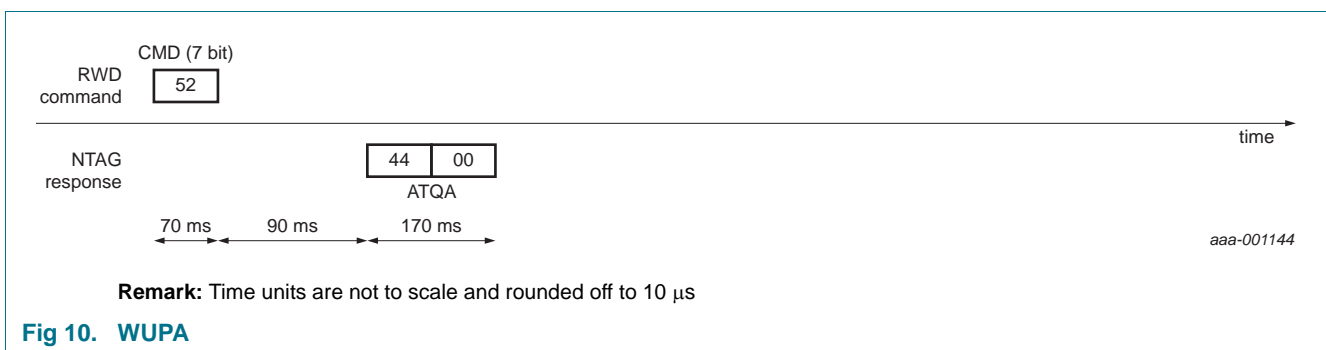 CMD (7 bit)
RWD
command
52
time
NTAG
response
44 00
ATQA
70 ms 90 ms 170 ms
aaa-001144
Remark: Time units are not to scale and rounded off to 10 μs
Fig 10. WUPA